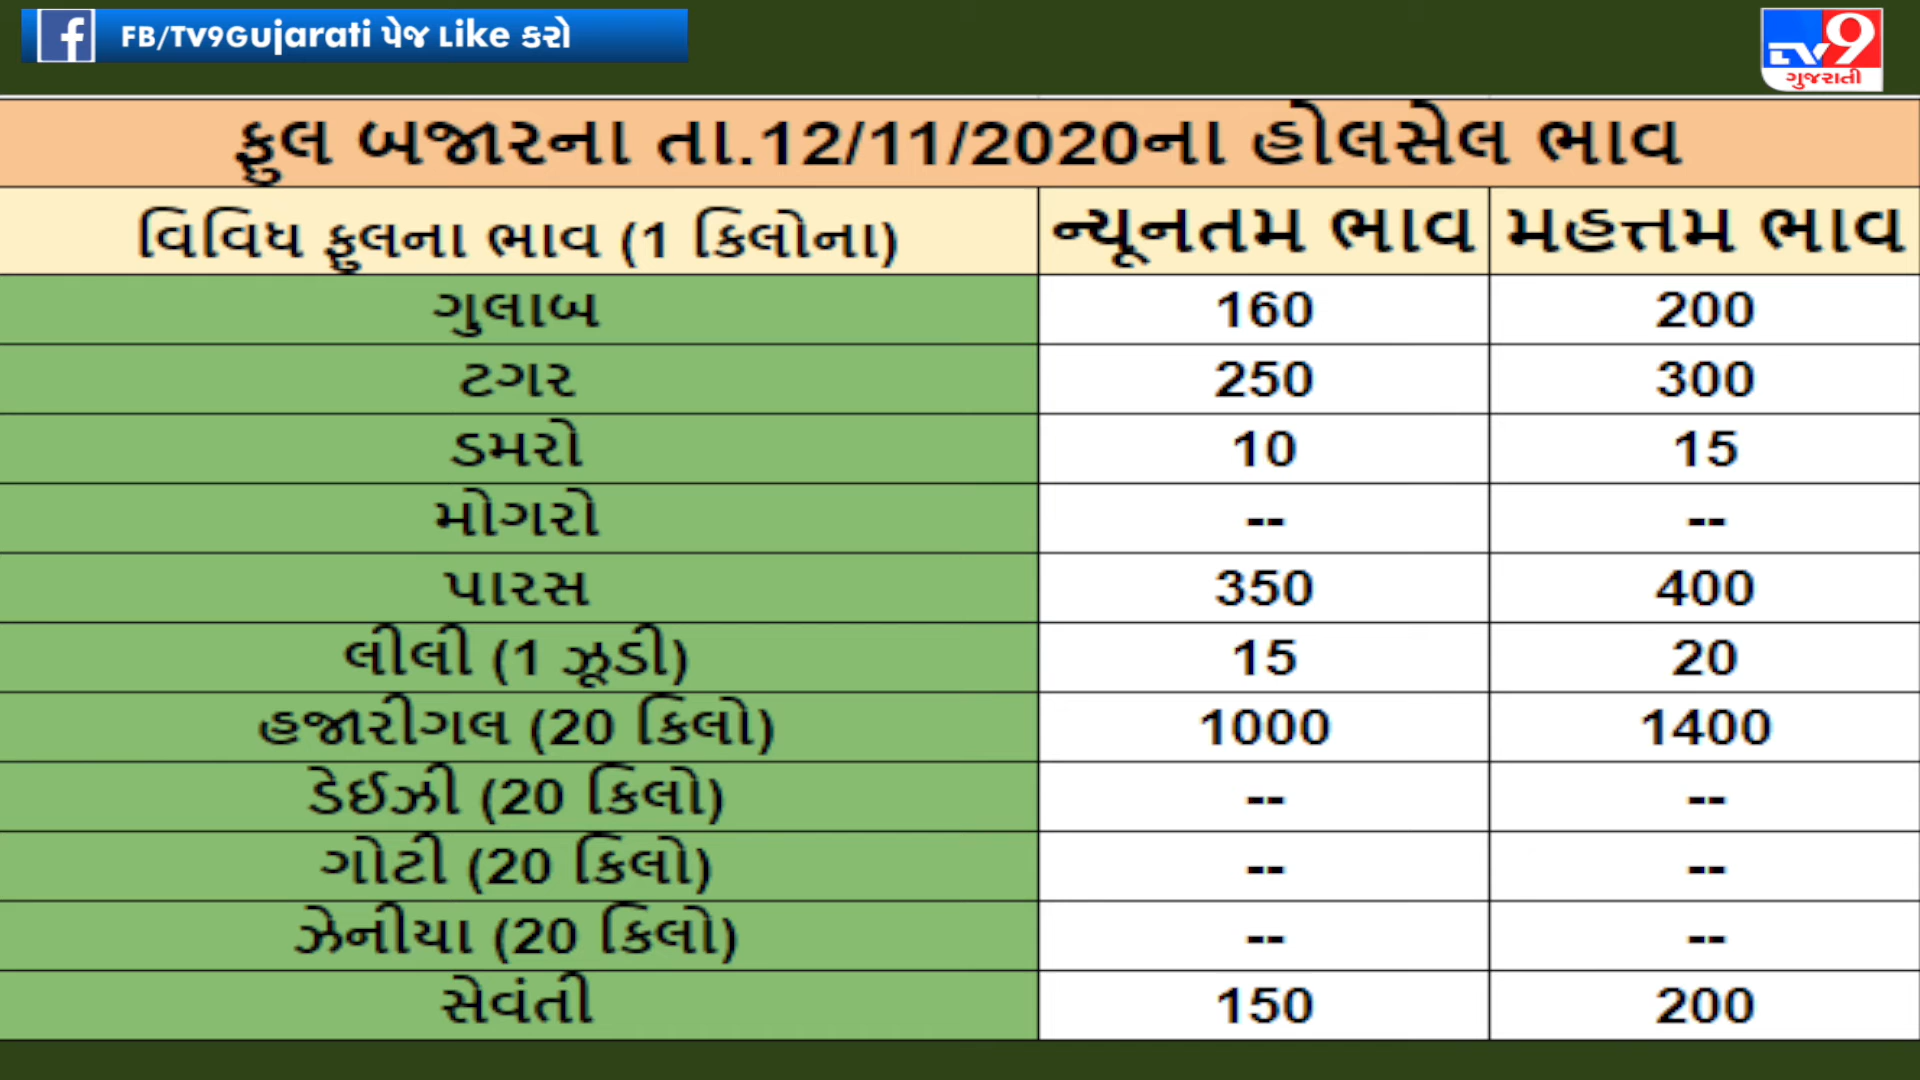 FB/Tv9Gujarati પેજ Like કરો
TV9
ગુજરાતી
ફુલ બજારના તા.12/11/2020ના હોલસેલ ભાવ
વિવિધ ફુલના ભાવ (1 કિલોના) ન્યૂનતમ ભાવ મહત્તમ ભાવ
ગુલાબ 160 200
ટગર 250 300
ડમરો 10 15
મોગરો -- --
પારસ 350 400
લીલી (1 ઝૂડી) 15 20
હજારીગલ (20 કિલો) 1000 1400
ડેઈઝી (20 કિલો) -- --
ગોટી (20 કિલો) -- --
ઝેનીયા (20 કિલો) -- --
સેવંતી 150 200